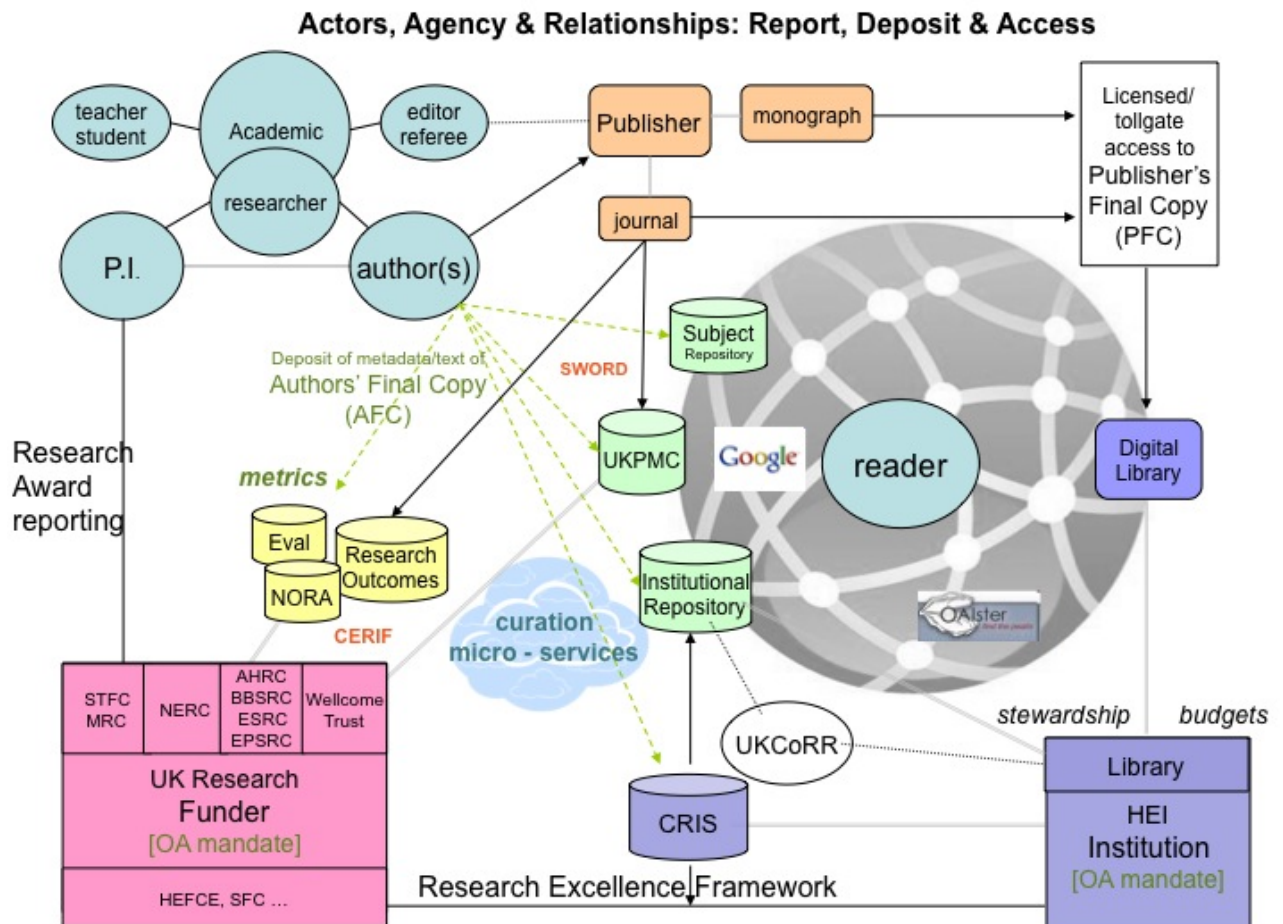 Actors, Agency & Relationships: Report, Deposit & Access
teacher
student
Academic
editor
referee
researcher
P.I.
author(s)
Publisher
monograph
journal
Licensed/
tollgate
access to
Publisher's
Final Copy
(PFC)
Deposit of metadata/text of
Authors' Final Copy
(AFC)
SWORD
Subject
Repository
UKPMC
Google
reader
Digital
Library
Research
Award
reporting
metrics
Eval
NORA
Research
Outcomes
CERIF
curation
micro - services
Institutional
Repository
OAIster
find the pearls
STFC
MRC
NERC
AHRC
BBSRC
ESRC
EPSRC
Wellcome
Trust
UK Research
Funder
[OA mandate]
HEFCE, SFC ...
UKCoRR
CRIS
Research Excellence Framework
stewardship
budgets
Library
HEI
Institution
[OA mandate]